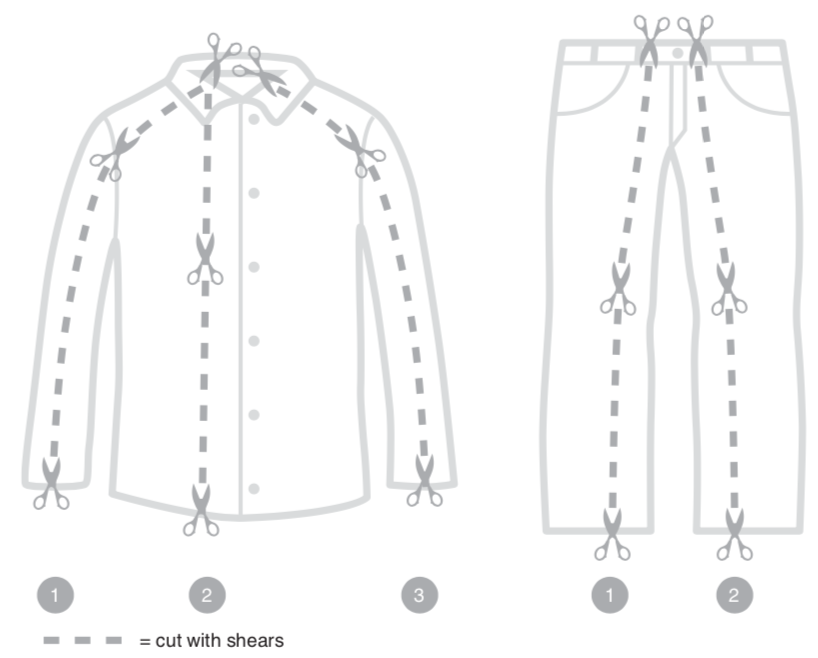 1 2 3 1 2
= cut with shears